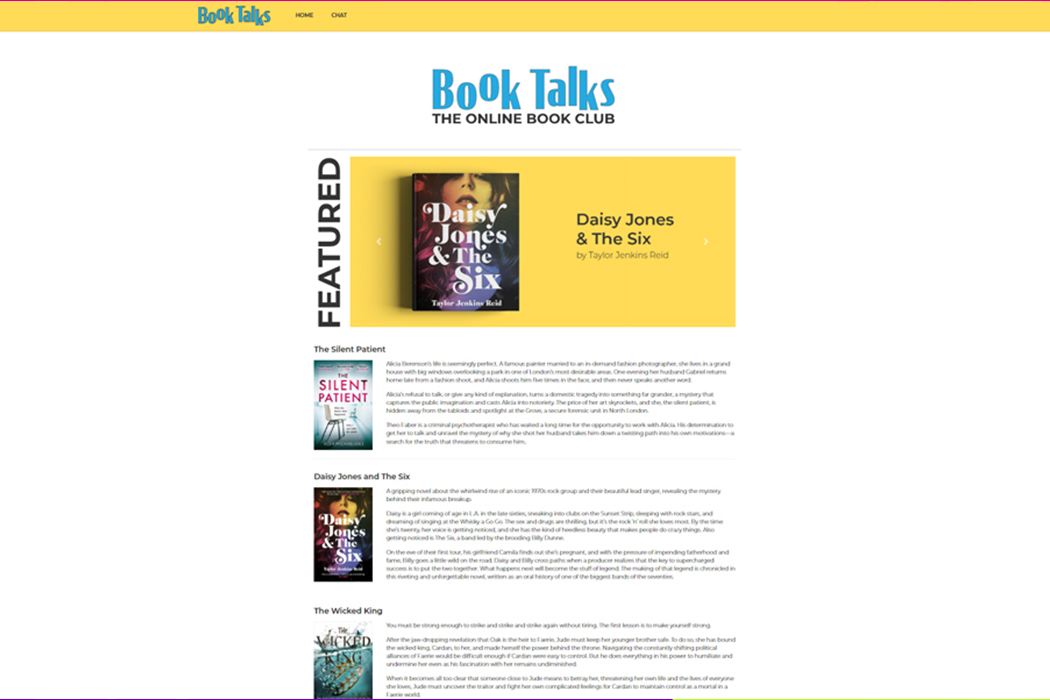 Book Talks HOME CHAT
Book Talks
THE ONLINE BOOK CLUB
FEATURED
Daisy
Jones
& The
Six
Taylor Jenkins Reid
Daisy Jones
& The Six
by Taylor Jenkins Reid
The Silent Patient
THE
SILENT
PATIENT
Alicia Berenson's life is seemingly perfect. A famous painter married to an in-demand fashion photographer, she lives in a grand
house with big windows overlooking a park in one of London's most desirable areas. One evening her husband Gabriel returns
home late from a fashion shoot, and Alicia shoots him five times in the face, and then never speaks another word.
Alicia's refusal to talk, or give any kind of explanation, turns a domestic tragedy into something far grander, a mystery that
captures the public imagination and casts Alicia into notoriety. The price of her art skyrockets, and she, the silent patient, is
hidden away from the tabloids and spotlight at the Grove, a secure forensic unit in North London.
Theo Faber is a criminal psychotherapist who has waited a long time for the opportunity to work with Alicia. His determination to
get her to talk and unravel the mystery of why she shot her husband takes him down a twisting path into his own motivations—a
search for the truth that threatens to consume him.
Daisy Jones and The Six
Daisy
Jones
& The
Six
Taylor Jenkins Reid
A gripping novel about the whirlwind rise of an iconic 1970s rock group and their beautiful lead singer, revealing the mystery
behind their infamous breakup.
Daisy is a girl coming of age in L.A. in the late sixties, sneaking into clubs on the Sunset Strip, sleeping with rock stars, and
dreaming of singing at the Whisky a Go Go. The sex and drugs are thrilling, but it's the rock 'n' roll she loves most. By the time
she's twenty, her voice is getting noticed, and she has the kind of heedless beauty that makes people do crazy things. Also
getting noticed is The Six, a band led by the brooding Billy Dunne.
On the eve of their first tour, his girlfriend Camila finds out she's pregnant, and with the pressure of impending fatherhood and
fame, Billy goes a little wild on the road. Daisy and Billy cross paths when a producer realizes that the key to supercharged
success is to put the two together. What happens next will become the stuff of legend. The making of that legend is chronicled in
this riveting and unforgettable novel, written as an oral history of one of the biggest bands of the seventies.
The Wicked King
THE
WICKED
KING
You must be strong enough to strike and strike and strike again without tiring. The first lesson is to make yourself strong.
After the jaw-dropping revelation that Oak is the heir to Faerie, Jude must keep her younger brother safe. To do so, she has bound
the wicked king, Cardan, to her, and made herself the power behind the throne. Navigating the constantly shifting political
alliances of Faerie would be difficult enough if Cardan were easy to control. But he does everything in his power to humiliate and
undermine her even as his fascination with her remains undiminished.
When it becomes all too clear that someone close to Jude means to betray her, threatening her own life and the lives of everyone
she loves, Jude must uncover the traitor and fight her own complicated feelings for Cardan to maintain control as a mortal in a
Faerie world.